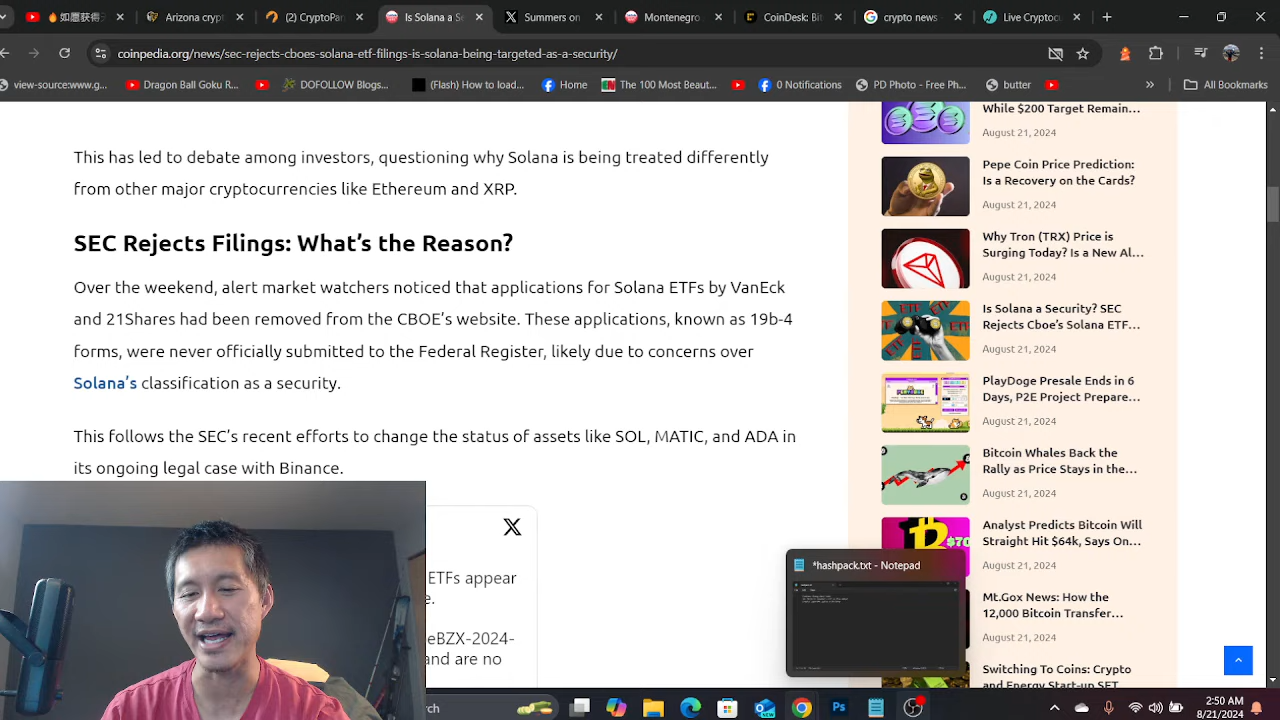 Arizona crypt
(202)CryptoPar
Is Solana a S
Summers on
Montenegro
CoinDesk: Bit
crypto news -
Live Cryptoc
coinpedia.org/news/sec-rejects-cboes-solana-etf-filings-is-solana-being-targeted-as-a-security/
view-source:www.g...
Dragon Ball Goku R...
DOFOLLOW Blogs...
(Flash) How to load...
Home
The 100 Most Beaut...
0 Notifications
PD Photo - Free Ph...
butter
All Bookmarks
This has led to debate among investors, questioning why Solana is being treated differently
from other major cryptocurrencies like Ethereum and XRP.
SEC Rejects Filings: What's the Reason?
Over the weekend, alert market watchers noticed that applications for Solana ETFs by VanEck
and 21Shares had been removed from the CBOE's website. These applications, known as 19b-4
forms, were never officially submitted to the Federal Register, likely due to concerns over
Solana's classification as a security.
This follows the SEC's recent efforts to change the status of assets like SOL, MATIC, and ADA in
its ongoing legal case with Binance.
ETFs appear
e.
eBZX-2024-
and are no
While $200 Target Remain...
August 21, 2024
Pepe Coin Price Prediction:
Is a Recovery on the Cards?
August 21, 2024
Why Tron (TRX) Price is
Surging Today? Is a New Al...
August 21, 2024
Is Solana a Security? SEC
Rejects Cboe's Solana ETF...
August 21, 2024
PlayDoge Presale Ends in 6
Days, P2E Project Prepare...
August 21, 2024
Bitcoin Whales Back the
Rally as Price Stays in the...
August 21, 2024
Analyst Predicts Bitcoin Will
Straight Hit $64k, Says On...
Mt.Gox News: How the
12,000 Bitcoin Transfer...
August 21, 2024
Switching To Coins: Crypto
and Energy Start-up SET
*hashpack.txt - Notepad
rch
2:50 AM
8/21/2024